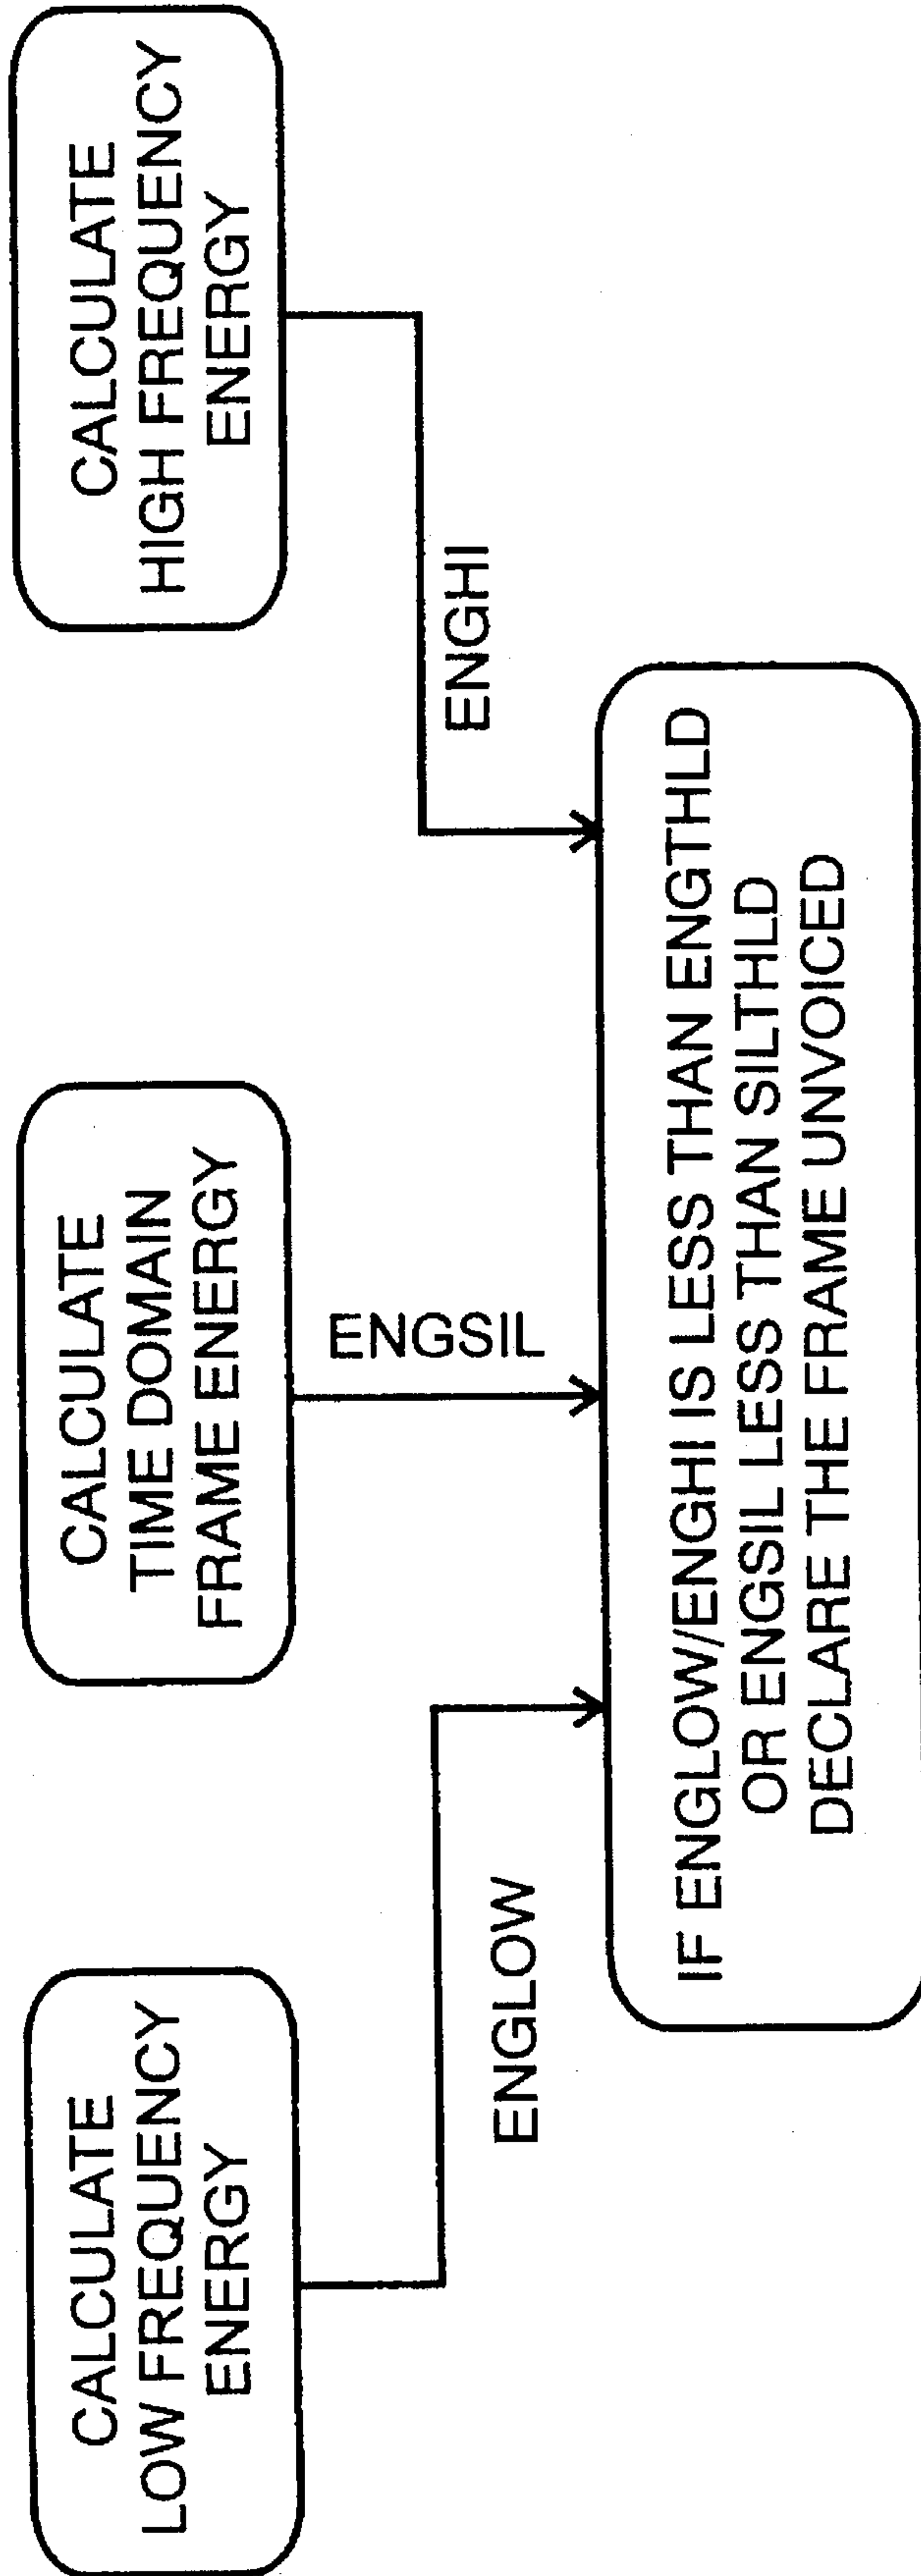 CALCULATE
LOW FREQUENCY
ENERGY
CALCULATE
TIME DOMAIN
FRAME ENERGY
CALCULATE
HIGH FREQUENCY
ENERGY
ENGLOW
ENGSIL
ENGHI
IF ENGLOW/ENGHI IS LESS THAN ENGTHLD
OR ENGSIL LESS THAN SILTHLD
DECLARE THE FRAME UNVOICED